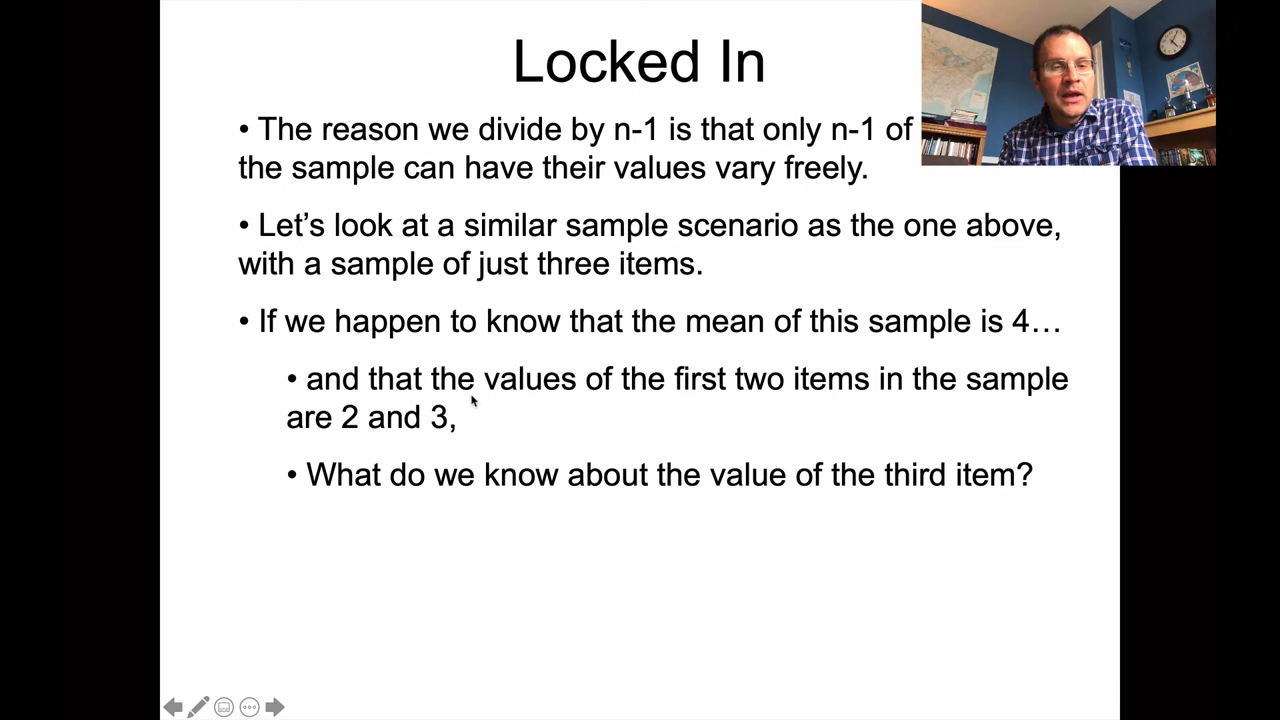 Locked In
• The reason we divide by n-1 is that only n-1 of
the sample can have their values vary freely.
• Let’s look at a similar sample scenario as the one above,
with a sample of just three items.
• If we happen to know that the mean of this sample is 4…
• and that the values of the first two items in the sample
are 2 and 3,
• What do we know about the value of the third item?